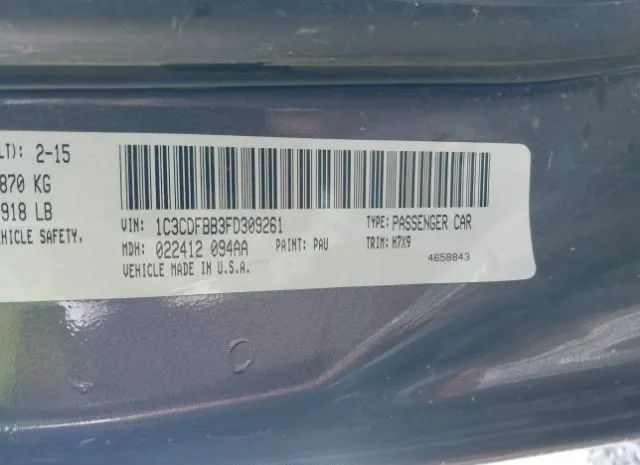 LT): 2-15
870 KG
918 LB
EHICLE SAFETY,
VIN: 1C3CDFBB3FD309261
TYPE: PASSENGER CAR
MDH: 022412 094AA
PAINT: PAU
TRIM: H7X9
VEHICLE MADE IN U.S.A.
4658843